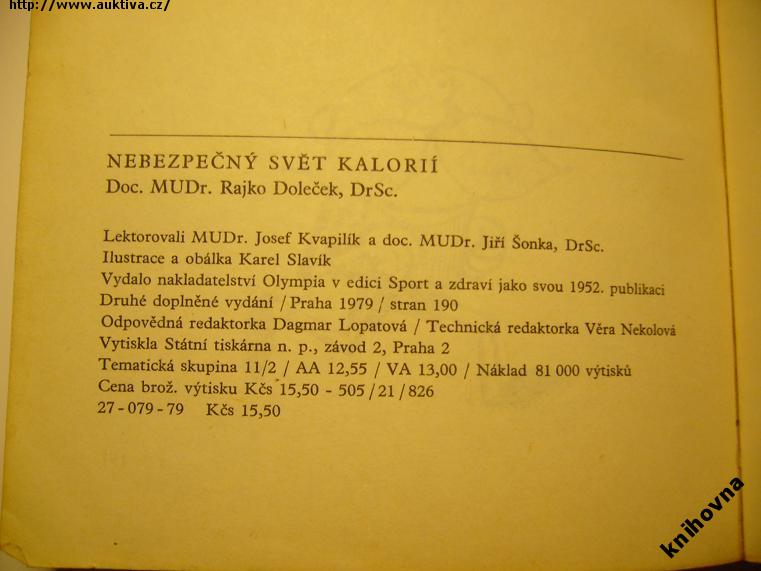 http://www.auktiva.cz/
NEBEZPEČNÝ SVĚT KALORIÍ
Doc. MUDr. Rajko Doleček, DrSc.
Lektorovali MUDr. Josef Kvapilík a doc. MUDr. Jiří Šonka, DrSc.
Ilustrace a obálka Karel Slavík
Vydalo nakladatelství Olympia v edici Sport a zdraví jako svou 1952. publikaci
Druhé doplněné vydání / Praha 1979 / stran 190
Odpovědná redaktorka Dagmar Lopatová / Technická redaktorka Věra Nekolová
Vytiskla Státní tiskárna n. p., závod 2, Praha 2
Tematická skupina 11/2 / AA 12,55 / VA 13,00 / Náklad 81 000 výtisků
Cena brož. výtisku Kčs 15,50 - 505/21/826
27-079-79 Kčs 15,50
knihovna